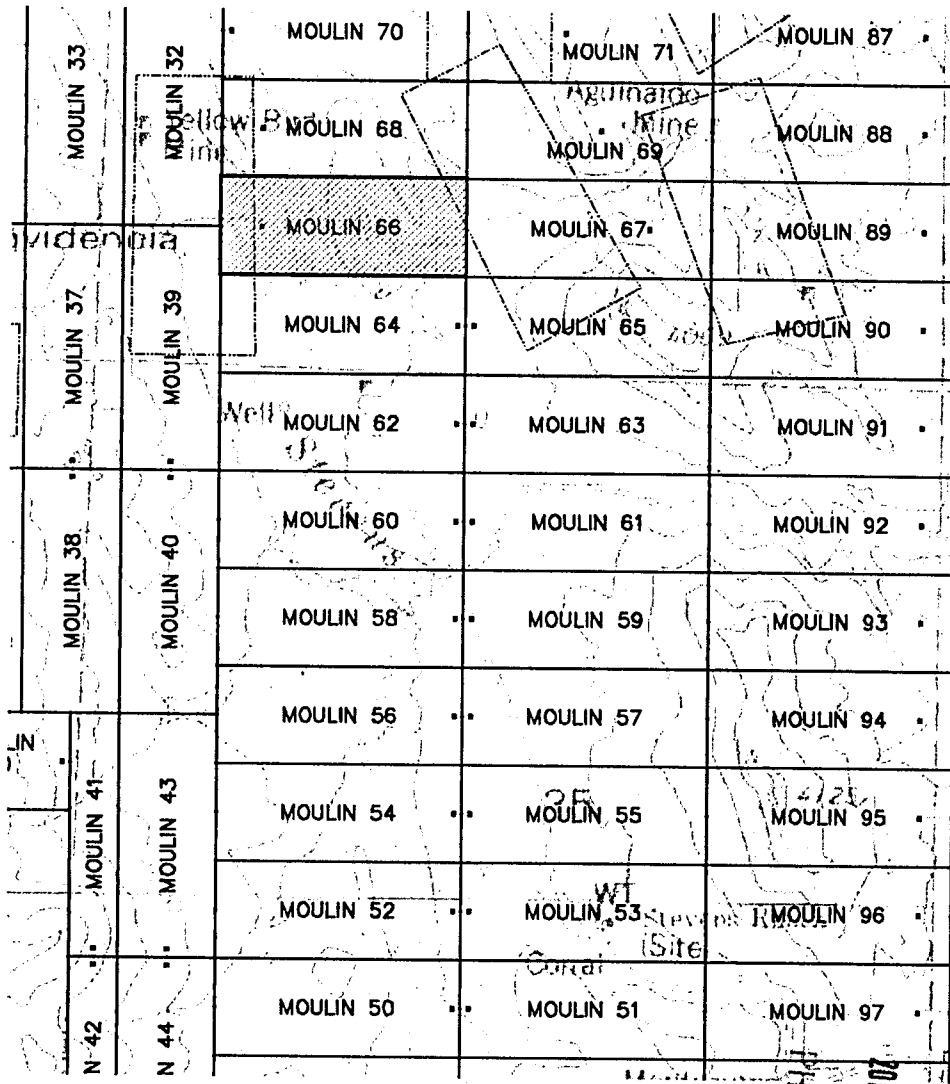 MOULIN 33
MOULIN 32
MOULIN 70
MOULIN 71
MOULIN 87
Aguinaldo
Mine
MOULIN 68
MOULIN 69
MOULIN 88
MOULIN 66
MOULIN 67
MOULIN 89
MOULIN 37
MOULIN 39
MOULIN 64
MOULIN 65
MOULIN 90
Well
MOULIN 62
MOULIN 63
MOULIN 91
MOULIN 38
MOULIN 40
MOULIN 60
MOULIN 61
MOULIN 92
MOULIN 58
MOULIN 59
MOULIN 93
MOULIN 56
MOULIN 57
MOULIN 94
LIN
MOULIN 41
MOULIN 43
MOULIN 54
MOULIN 55
MOULIN 95
4125
WT
MOULIN 52
MOULIN 53
Stevens
MOULIN 96
(Site
Corral
MOULIN 50
MOULIN 51
MOULIN 97
N 42
N 44